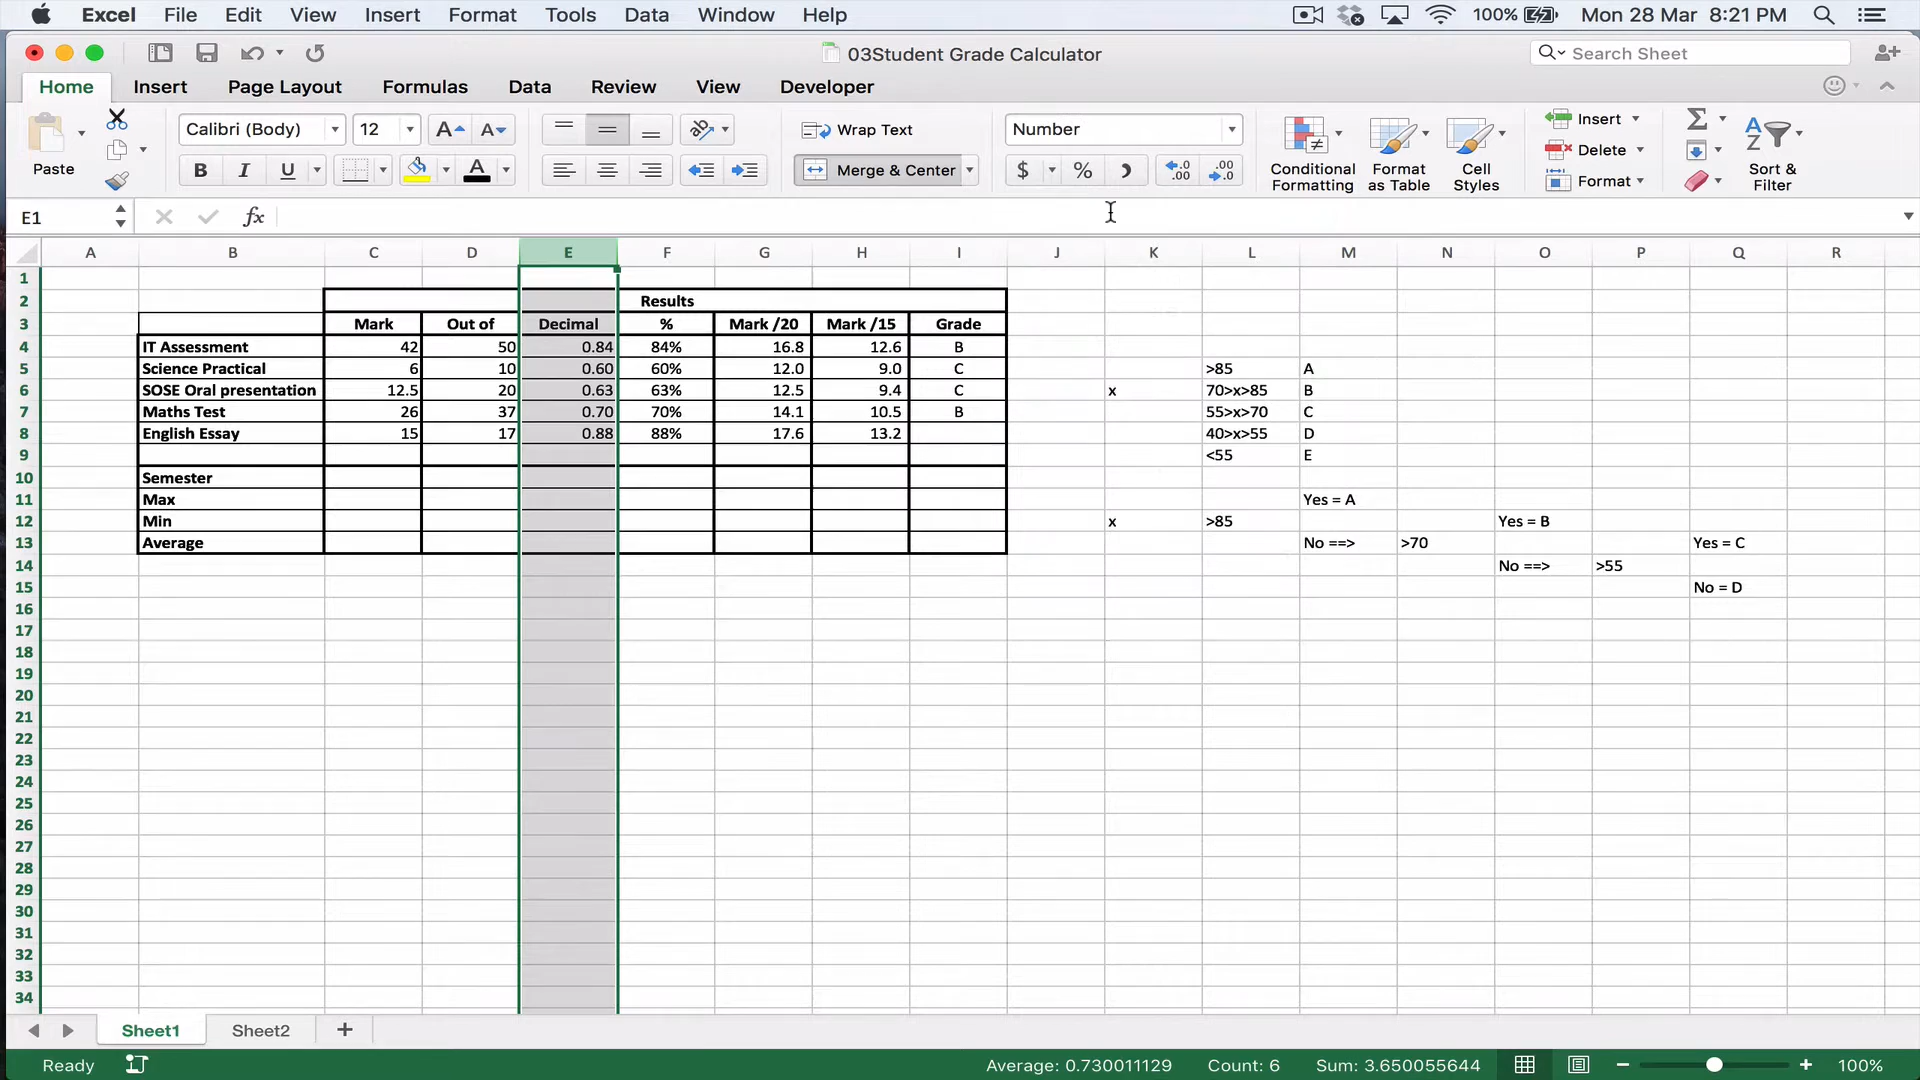 Excel File Edit View Insert Format Tools Data Window Help 100% Mon 28 Mar 8:21 PM
03Student Grade Calculator Search Sheet
Home Insert Page Layout Formulas Data Review View Developer
Paste
Calibri (Body) 12 A A
B I U A
Wrap Text
Merge & Center
Number
$ % .0 .00 .00 .0
Conditional Formatting
Format as Table
Cell Styles
Insert
Delete
Format
Sort & Filter
E1 fx
A B C D E F G H I J K L M N O P Q R
1
2 Results
3 Mark Out of Decimal % Mark /20 Mark /15 Grade
4 IT Assessment 42 50 0.84 84% 16.8 12.6 B
5 Science Practical 6 10 0.60 60% 12.0 9.0 C >85 A
6 SOSE Oral presentation 12.5 20 0.63 63% 12.5 9.4 C x 70>x>85 B
7 Maths Test 26 37 0.70 70% 14.1 10.5 B 55>x>70 C
8 English Essay 15 17 0.88 88% 17.6 13.2 40>x>55 D
9 <55 E
10 Semester
11 Max Yes = A
12 Min x >85 Yes = B
13 Average No ==> >70 Yes = C
14 No ==> >55
15 No = D
16
17
18
19
20
21
22
23
24
25
26
27
28
29
30
31
32
33
34
Sheet1 Sheet2 +
Ready Average: 0.730011129 Count: 6 Sum: 3.650055644 100%